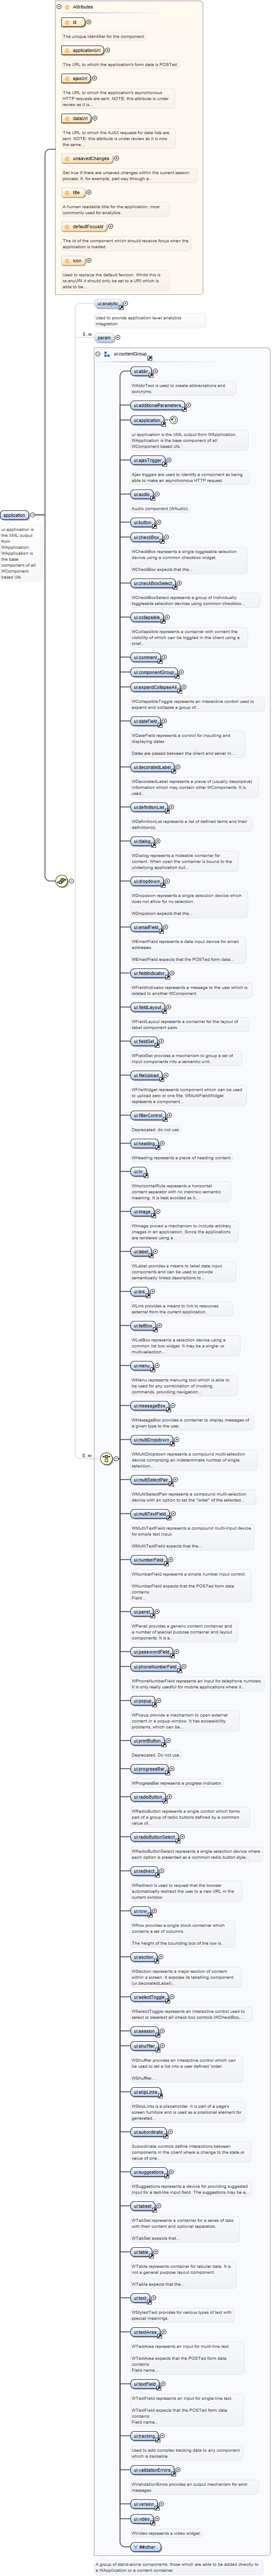 Attributes
id
The unique identifier for the component.
applicationUrl
The URL to which the application's form data is POSTed.
ajaxUrl
The URL to which the application's asynchronous
HTTP requests are sent. NOTE: this attribute is under
review as it is...
dataUrl
The URL to which the AJAX requests for data lists are
sent. NOTE: this attribute is under review as it is now
the same...
unsavedChanges
Set true if there are unsaved changes within the current session
process; if, for example, part way through a...
title
A human readable title for the application, most
commonly used for analytics.
defaultFocusId
The id of the component which should receive focus when the
application is loaded.
icon
Used to replace the default favicon. Whilst this is
xs:anyURI it should only be set to a URI which is
able to be...
ui:analytic
Used to provide application level analytics
integration.
0..∞
param
ui:contentGroup
ui:abbr
WAbbrText is used to create abbreviations and
acronyms.
ui:additionalParameters
ui:application
ui:application is the XML output from WApplication.
WApplication is the base component of all
WComponent based UIs.
ui:ajaxTrigger
Ajax triggers are used to identify a component as being
able to make an asynchronous HTTP request.
ui:audio
Audio component (WAudio).
application
ui:application is
the XML output
from
WApplication.
WApplication is
the base
component of all
WComponent
based UIs.
ui:button
ui:checkBox
WCheckBox represents a single toggleable selection
device using a common checkbox widget.
WCheckBox expect that the...
ui:checkBoxSelect
WCheckBoxSelect represents a group of individually
toggleable selection devices using common checkbox...
ui:collapsible
WCollapsible represents a container with content the
visibility of which can be toggled in the client using a
brief...
ui:comment
ui:componentGroup
ui:expandCollapseAll
WCollapsibleToggle represents an interactive control used to
expand and collapse a group of...
ui:dateField
WDateField represents a control for inputting and
displaying dates.
Dates are passed between the client and server in...
ui:decoratedLabel
WDecoratedLabel represents a piece of (usually descriptive)
information which may contain other WComponents. It is
used...
ui:definitionList
WDefinitionList represents a list of defined terms and their
definition(s).
ui:dialog
WDialog represents a hideable container for
content. When open the container is bound to the
underlying application but...
ui:dropdown
WDropdown represents a single selection device which
does not allow for no selection.
WDropdown expect that the...
ui:emailField
WEmailField represents a data input device for email
addresses.
WEmailField expects that the POSTed form data...
ui:fieldIndicator
WFieldIndicator represents a message to the user which is
related to another WComponent.
ui:fieldLayout
WFieldLayout represents a container for the layout of
label:component pairs.
ui:fieldSet
WFieldSet provides a mechanism to group a set of
input components into a semantic unit.
ui:fileUpload
WFileWidget represents component which can be used
to upload zero or one file, WMultiFileWidget
represents a component...
ui:filterControl
Deprecated: do not use.
ui:heading
WHeading represents a piece of heading content.
ui:hr
WHorizontalRule represents a horizontal
content separator with no instrinsic semantic
meaning. It is best avoided as it...
ui:image
WImage proved a mechanism to include arbitrary
images in an application. Since the applications
are rendered using a...
ui:label
WLabel provides a means to label data input
components and can be used to provide
semantically linked descriptions to...
ui:link
WLink provides a means to link to resources
external from the current application.
ui:listBox
WListBox represents a selection device using a
common list box widget. It may be a single- or
multi-selection...
ui:menu
WMenu represents menuing tool which is able to
be used for any combination of invoking
commands, providing navigation...
ui:messageBox
WMessageBox provides a container to display messages of
a given type to the user.
ui:multiDropdown
WMultiDropdown represents a compound multi-selection
device comprising an indeterminate number of single
selection...
0..∞
ui:multiSelectPair
WMultiSelectPair represents a compound multi-selection
device with an option to set the "order" of the selected...
ui:multiTextField
WMultiTextField represents a compound multi-input device
for simple text input.
WMultiTextField expects that the...
ui:numberField
WNumberField represents a simple number input control.
WNumberField expects that the POSTed form data
contains:
Field...
ui:panel
WPanel provides a generic content container and
a number of special purpose container and layout
components. It is a...
ui:passwordField
ui:phoneNumberField
WPhoneNumberField represents an input for telephone numbers.
It is only really useful for mobile applications where it...
ui:popup
WPopup provide a mechanism to open external
content in a popup window. It has accessibility
problems, which can be...
ui:printButton
Deprecated: Do not use.
ui:progressBar
WProgressBar represents a progress indicator.
ui:radioButton
WRadioButton represents a single control which forms
part of a group of radio buttons defined by a common
value of...
ui:radioButtonSelect
WRadioButtonSelect represents a single selection device where
each option is presented as a common radio button style...
ui:redirect
WRedirect is used to request that the browser
automatically redirect the user to a new URL in the
current window.
ui:row
WRow provides a single block container which
contains a set of columns.
The height of the bounding box of the row is...
ui:section
WSection represents a major section of content
within a screen. It exposes its labelling component
(ui:decoratedLabel)...
ui:selectToggle
WSelectToggle represents an interactive control used to
select or deselect all check box controls (WCheckBox,...
ui:session
ui:shuffler
WShuffler provides an interactive control which can
be used to set a list into a user defined 'order'.
WShuffler...
ui:skipLinks
WSkipLinks is a placeholder. It is part of a page's
screen furniture and is used as a positional element for
generated...
ui:subordinate
Subordinate controls define interactions between
components in the client where a change to the state or
value of one...
ui:suggestions
WSuggestions represents a device for providing suggested
input for a text-like input field. The suggestions may be a...
ui:tabset
WTabSet represents a container for a series of tabs
with their content and optional separators.
WTabSet expects that...
ui:table
WTable represents container for tabular data. It is
not a general purpose layout component.
WTable expects that the...
ui:text
WStyledText provides for various types of text with
special meanings.
ui:textArea
WTextArea represents an input for multi-line text.
WTextArea expects that the POSTed form data
contains:
Field name...
ui:textField
WTextField represents an input for single-line text.
WTextField expects that the POSTed form data
contains:
Field name...
ui:tracking
Used to add complex tracking data to any component
which is trackable.
ui:validationErrors
WValidationErrors provides an output mechanism for error
messages
ui:version
ui:video
WVideo represents a video widget.
##other
A group of stand-alone components: those which are able to be added directly to
a WApplication or a content container.